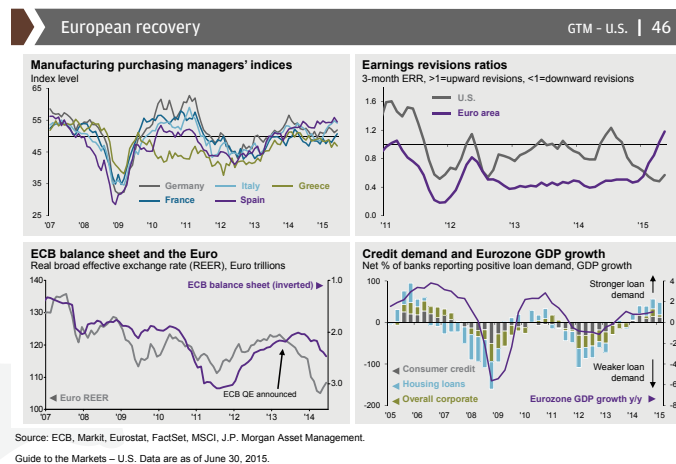 European recovery
GTM – U.S. | 46
Manufacturing purchasing managers' indices
Index level
65
55
45
35
25
'07 '08 '09 '10 '11 '12 '13 '14 '15
Germany Italy Greece
France Spain
Earnings revisions ratios
3-month ERR, >1=upward revisions, <1=downward revisions
U.S.
Euro area
1.6
1.2
0.8
0.4
0.0
'11 '12 '13 '14 '15
ECB balance sheet and the Euro
Real broad effective exchange rate (REER), Euro trillions
140
130
120
110
100
ECB balance sheet (inverted) ►
1.0
2.0
3.0
ECB QE announced
◄ Euro REER
'07 '08 '09 '10 '11 '12 '13 '14
Credit demand and Eurozone GDP growth
Net % of banks reporting positive loan demand, GDP growth
100
0
-100
-200
Stronger loan
demand
4
2
0
-2
-4
-6
-8
Weaker loan
demand
◄ Consumer credit
Housing loans
◄ Overall corporate
Eurozone GDP growth y/y ►
'05 '06 '07 '08 '09 '10 '11 '12 '13 '14 '15
Source: ECB, Markit, Eurostat, FactSet, MSCI, J.P. Morgan Asset Management.
Guide to the Markets – U.S. Data are as of June 30, 2015.